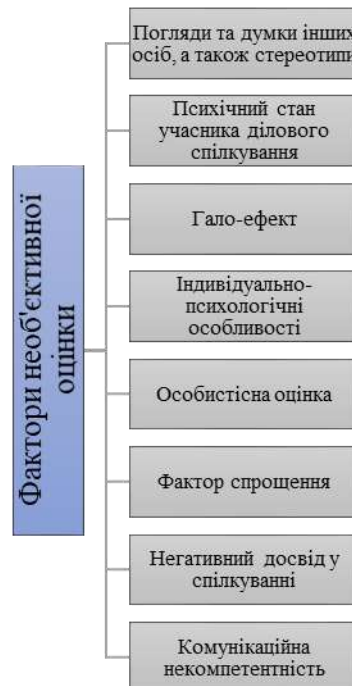 Фактори необ'єктивної
оцінки
Погляди та думки інших
осіб, а також стереотипи
Психічний стан
учасника ділового
спілкування
Гало-ефект
Індивідуально-
психологічні
особливості
Особистісна оцінка
Фактор спрощення
Негативний досвід у
спілкуванні
Комунікаційна
некомпетентність